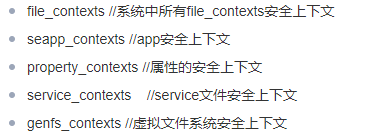 file_contexts //系统中所有file_contexts安全上下文
seapp_contexts //app安全上下文
property_contexts //属性的安全上下文
service_contexts    //service文件安全上下文
genfs_contexts //虚拟文件系统安全上下文